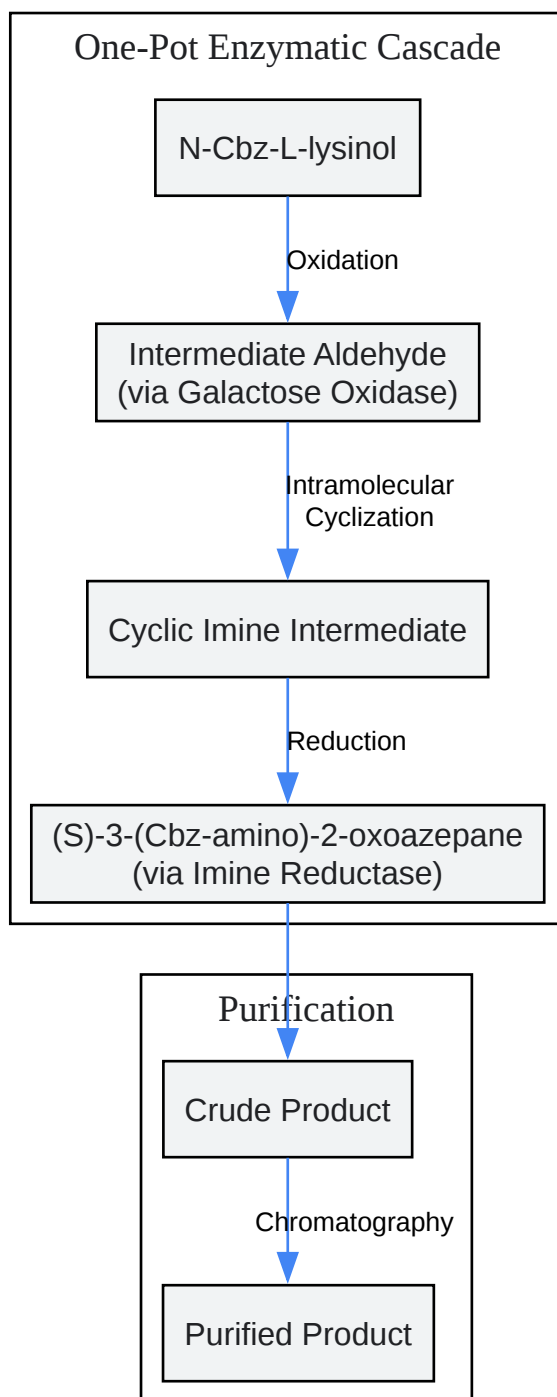 One-Pot Enzymatic Cascade
N-Cbz-L-lysinol
Oxidation
Intermediate Aldehyde
(via Galactose Oxidase)
Intramolecular
Cyclization
Cyclic Imine Intermediate
Reduction
(S)-3-(Cbz-amino)-2-oxoazepane
(via Imine Reductase)
Purification
Crude Product
Chromatography
Purified Product